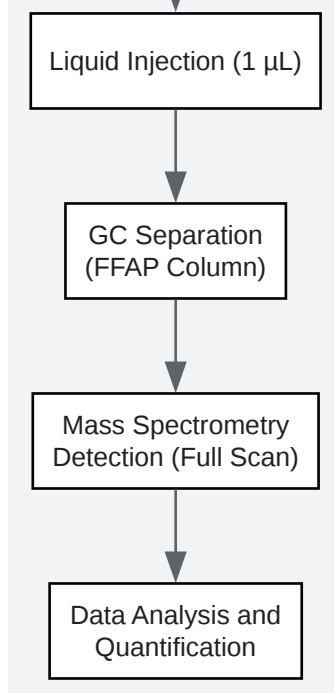 Liquid Injection (1 µL)
GC Separation
(FFAP Column)
Mass Spectrometry
Detection (Full Scan)
Data Analysis and
Quantification